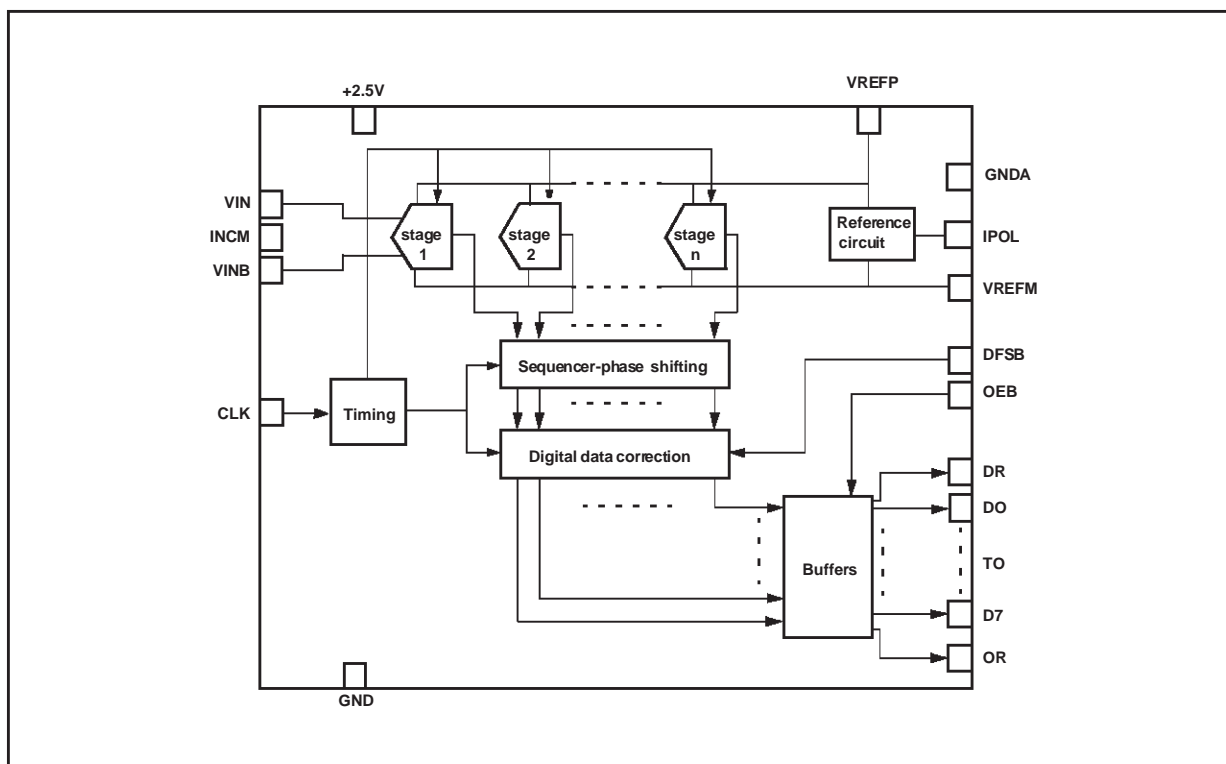 +2.5V
VREFP
GNDA
VIN
INCM
VINB
stage
1
stage
2
stage
n
Reference
circuit
IPOL
VREFM
Sequencer-phase shifting
DFSB
OEB
CLK
Timing
Digital data correction
DR
DO
TO
Buffers
D7
OR
GND